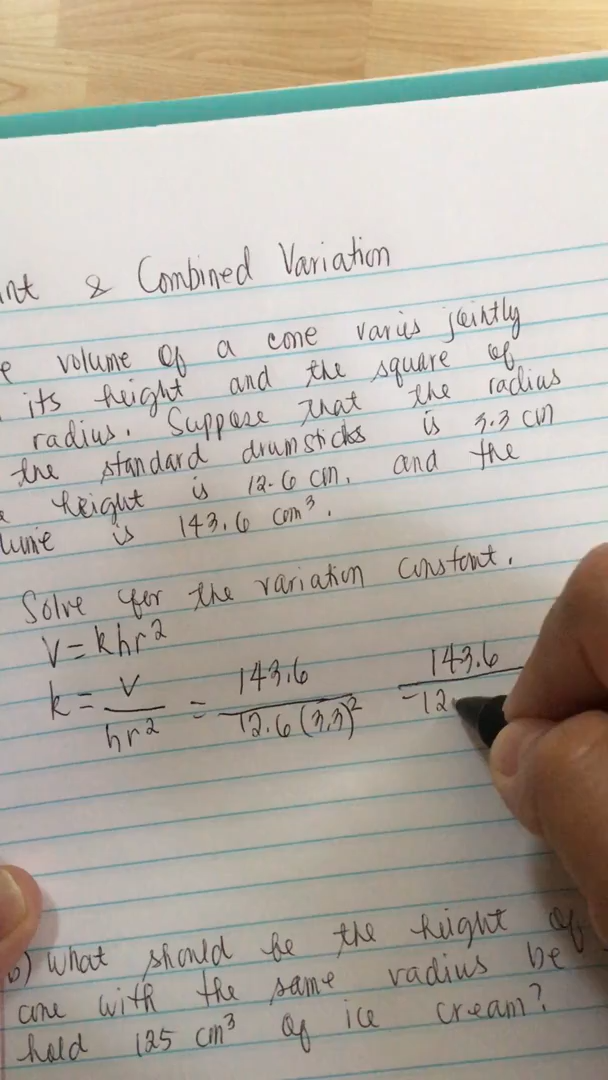 int & Combined Variation
e volume of a cone varies jointly
its height and the square of
radius. Suppose that the radius
the standard drumsticks is 3.3 cm
e height is 12.6 cm. and the
lume is 143.6 cm³.
Solve for the variation constant.
V = khr²
k = V / hr² = 143.6 / 12.6(3.3)² 143.6 / 12.
b) What should be the height of
cone with the same radius be
hold 125 cm³ of ice cream?